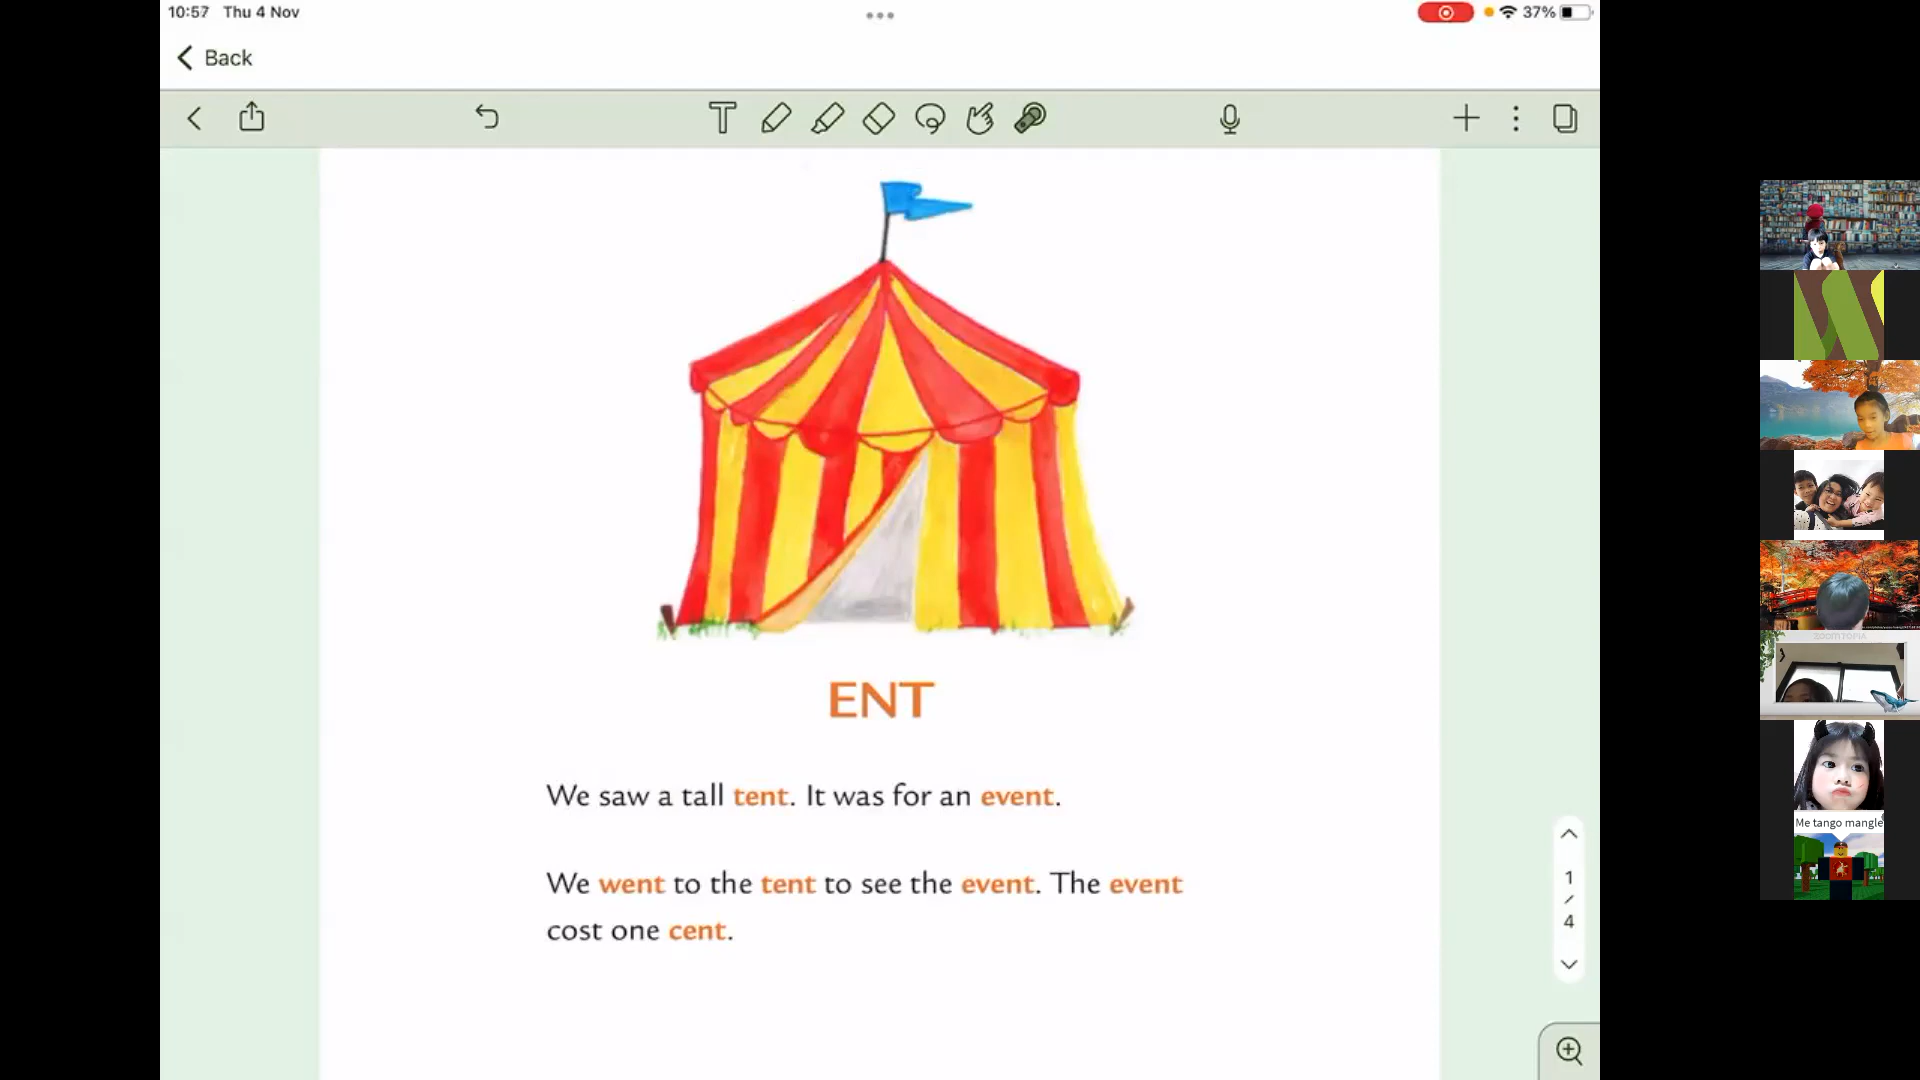 10:57 Thu 4 Nov
37%
Back
ENT
We saw a tall tent. It was for an event.
We went to the tent to see the event. The event
cost one cent.
1
/
4
ZOOMTOPIA
Me tango mangle